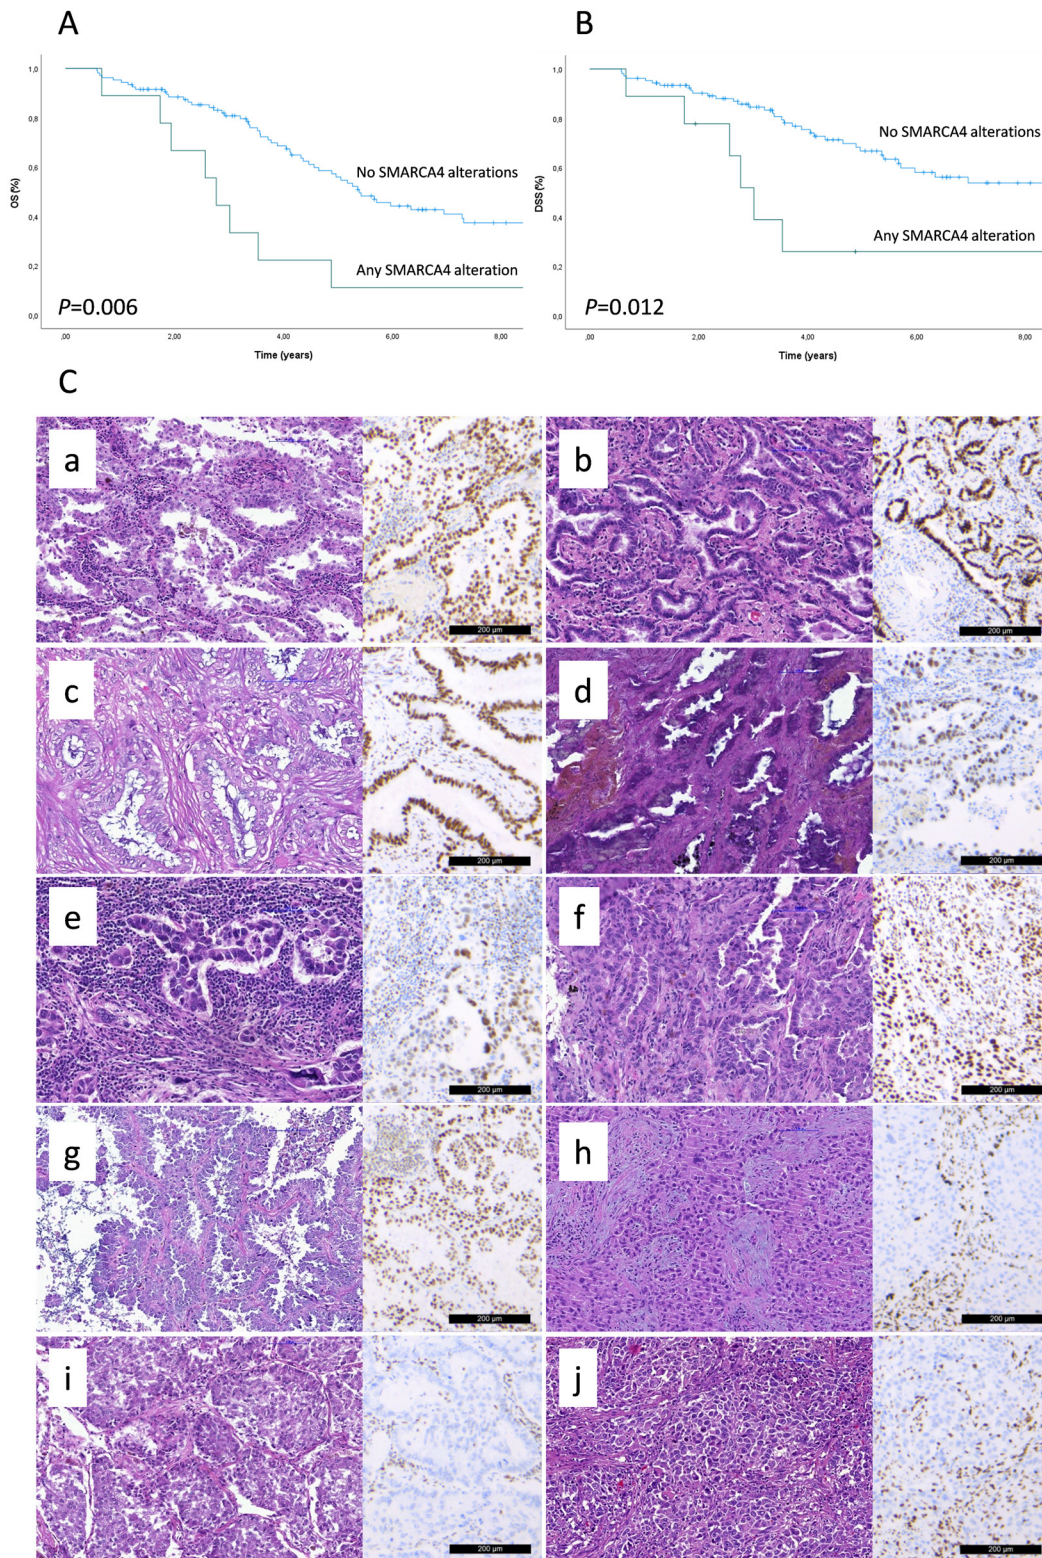 A
B
1,0
0,8
0,6
0,4
0,2
0,0
OS (%)
No SMARCA4 alterations
Any SMARCA4 alteration
P=0.006
,00
2,00
4,00
6,00
8,00
Time (years)
1,0
0,8
0,6
0,4
0,2
0,0
DSS (%)
No SMARCA4 alterations
Any SMARCA4 alteration
P=0.012
,00
2,00
4,00
6,00
8,00
Time (years)
C
a
200 µm
b
200 µm
c
200 µm
d
200 µm
e
200 µm
f
200 µm
g
200 µm
h
200 µm
i
200 µm
j
200 µm